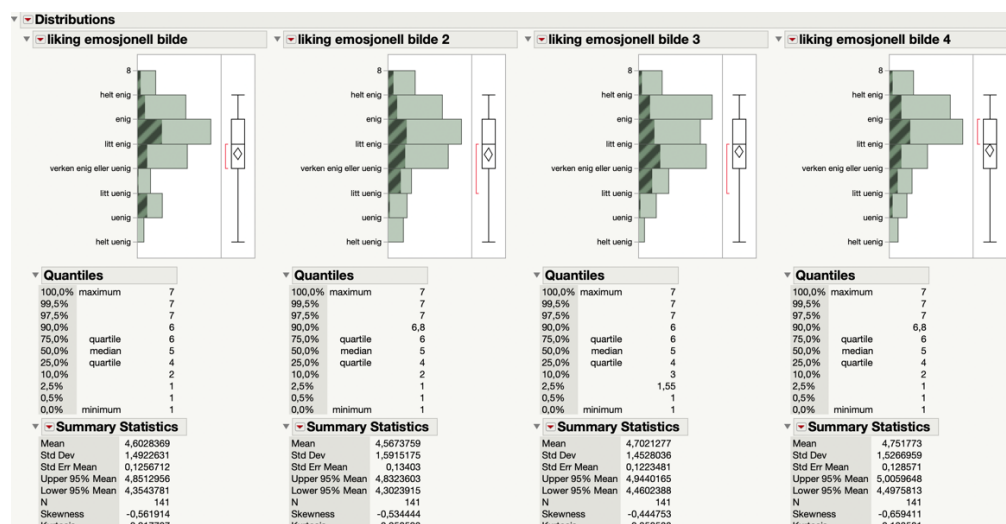 Distributions
liking emosjonell bilde
8
helt enig
enig
litt enig
verken enig eller uenig
litt uenig
uenig
helt uenig
Quantiles
100,0% maximum 7
99,5% 7
97,5% 7
90,0% 6
75,0% quartile 6
50,0% median 5
25,0% quartile 4
10,0% 2
2,5% 1
0,5% 1
0,0% minimum 1
Summary Statistics
Mean 4,6028369
Std Dev 1,4922631
Std Err Mean 0,1256712
Upper 95% Mean 4,8512956
Lower 95% Mean 4,3543781
N 141
Skewness -0,561914
liking emosjonell bilde 2
8
helt enig
enig
litt enig
verken enig eller uenig
litt uenig
uenig
helt uenig
Quantiles
100,0% maximum 7
99,5% 7
97,5% 7
90,0% 6,8
75,0% quartile 6
50,0% median 5
25,0% quartile 4
10,0% 2
2,5% 1
0,5% 1
0,0% minimum 1
Summary Statistics
Mean 4,5673759
Std Dev 1,5915175
Std Err Mean 0,13403
Upper 95% Mean 4,8323603
Lower 95% Mean 4,3023915
N 141
Skewness -0,534444
liking emosjonell bilde 3
8
helt enig
enig
litt enig
verken enig eller uenig
litt uenig
uenig
helt uenig
Quantiles
100,0% maximum 7
99,5% 7
97,5% 7
90,0% 6
75,0% quartile 6
50,0% median 5
25,0% quartile 4
10,0% 3
2,5% 1,55
0,5% 1
0,0% minimum 1
Summary Statistics
Mean 4,7021277
Std Dev 1,4528036
Std Err Mean 0,1223481
Upper 95% Mean 4,9440165
Lower 95% Mean 4,4602388
N 141
Skewness -0,444753
liking emosjonell bilde 4
8
helt enig
enig
litt enig
verken enig eller uenig
litt uenig
uenig
helt uenig
Quantiles
100,0% maximum 7
99,5% 7
97,5% 7
90,0% 6,8
75,0% quartile 6
50,0% median 5
25,0% quartile 4
10,0% 2
2,5% 1
0,5% 1
0,0% minimum 1
Summary Statistics
Mean 4,751773
Std Dev 1,5266959
Std Err Mean 0,128571
Upper 95% Mean 5,0059648
Lower 95% Mean 4,4975813
N 141
Skewness -0,659411